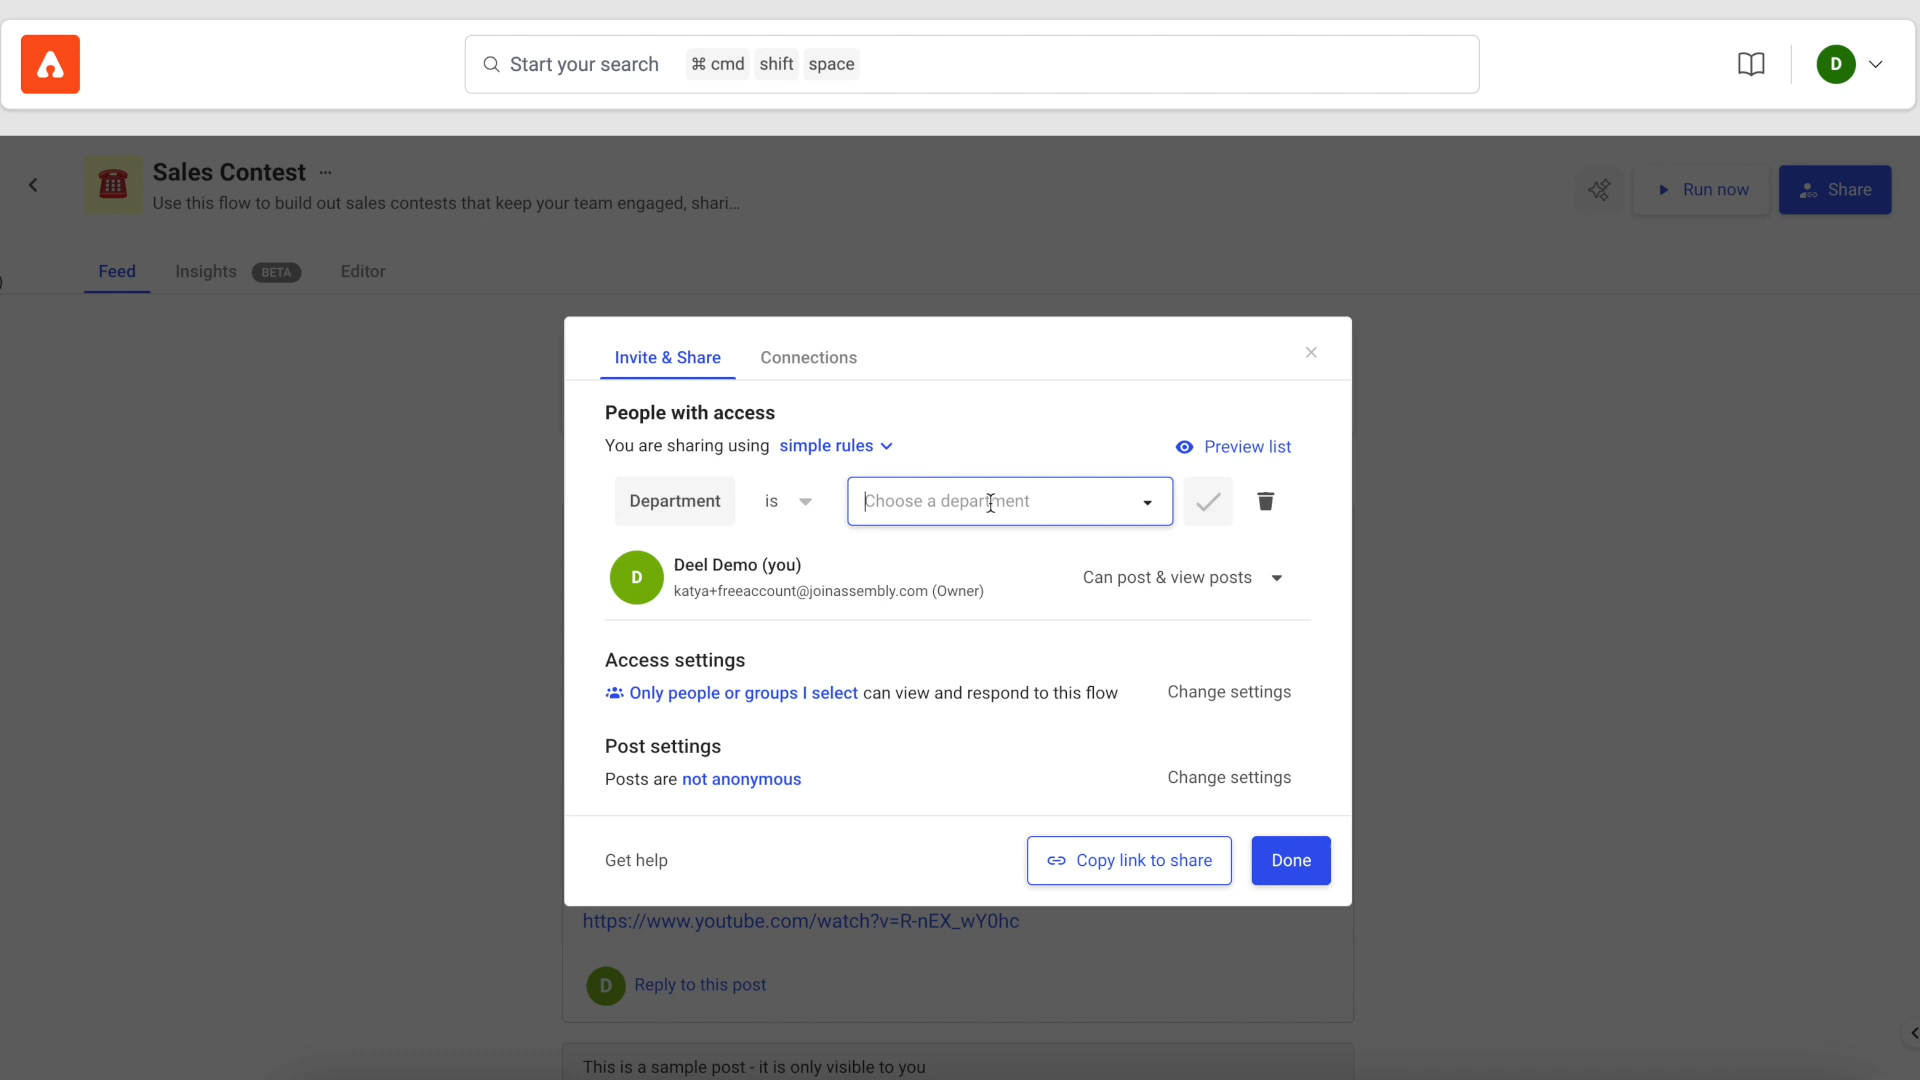 Start your search ⌘ cmd shift space
D
Sales Contest ...
Use this flow to build out sales contests that keep your team engaged, shari...
Run now
Share
Feed
Insights BETA
Editor
Invite & Share
Connections
People with access
You are sharing using simple rules
Preview list
Department is Choose a department
D
Deel Demo (you)
katya+freeaccount@joinassembly.com (Owner)
Can post & view posts
Access settings
Only people or groups I select can view and respond to this flow
Change settings
Post settings
Posts are not anonymous
Change settings
Get help
Copy link to share
Done
https://www.youtube.com/watch?v=R-nEX_wY0hc
D Reply to this post
This is a sample post - it is only visible to you